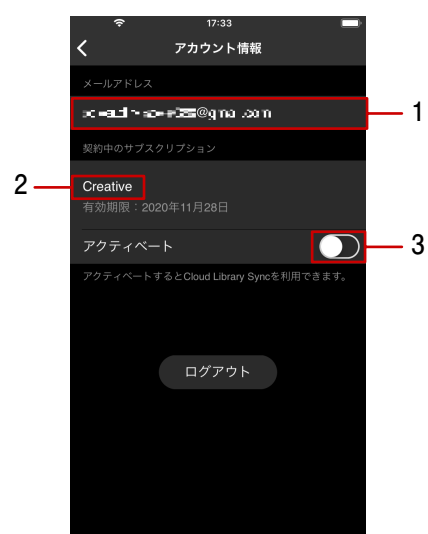 17:33
アカウント情報
メールアドレス
1
契約中のサブスクリプション
2
Creative
有効期限：2020年11月28日
アクティベート
3
アクティベートするとCloud Library Syncを利用できます。
ログアウト